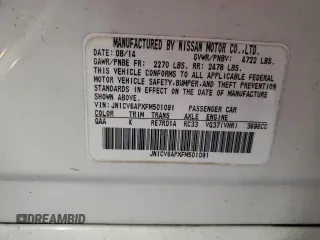 MANUFACTURED BY NISSAN MOTOR CO.,LTD.
DATE: 08/14 GVWR/PNBV: 4722 LBS.
GAWR/PNBE FR: 2270 LBS. RR: 2478 LBS.
THIS VEHICLE CONFORMS TO ALL APPLICABLE FEDERAL
MOTOR VEHICLE SAFETY,BUMPER,AND THEFT PREVENTION
STANDARDS IN EFFECT ON THE DATE OF MANUFACTURE
SHOWN ABOVE.
VIN: JN1CV6APXFM501091 PASSENGER CAR
COLOR: TRIM: TRANS AXLE ENGINE
QAA K RE7R01A RC33 VQ37(VHR) 3696CC
JN1CV6APXFM501091
DREAMBID